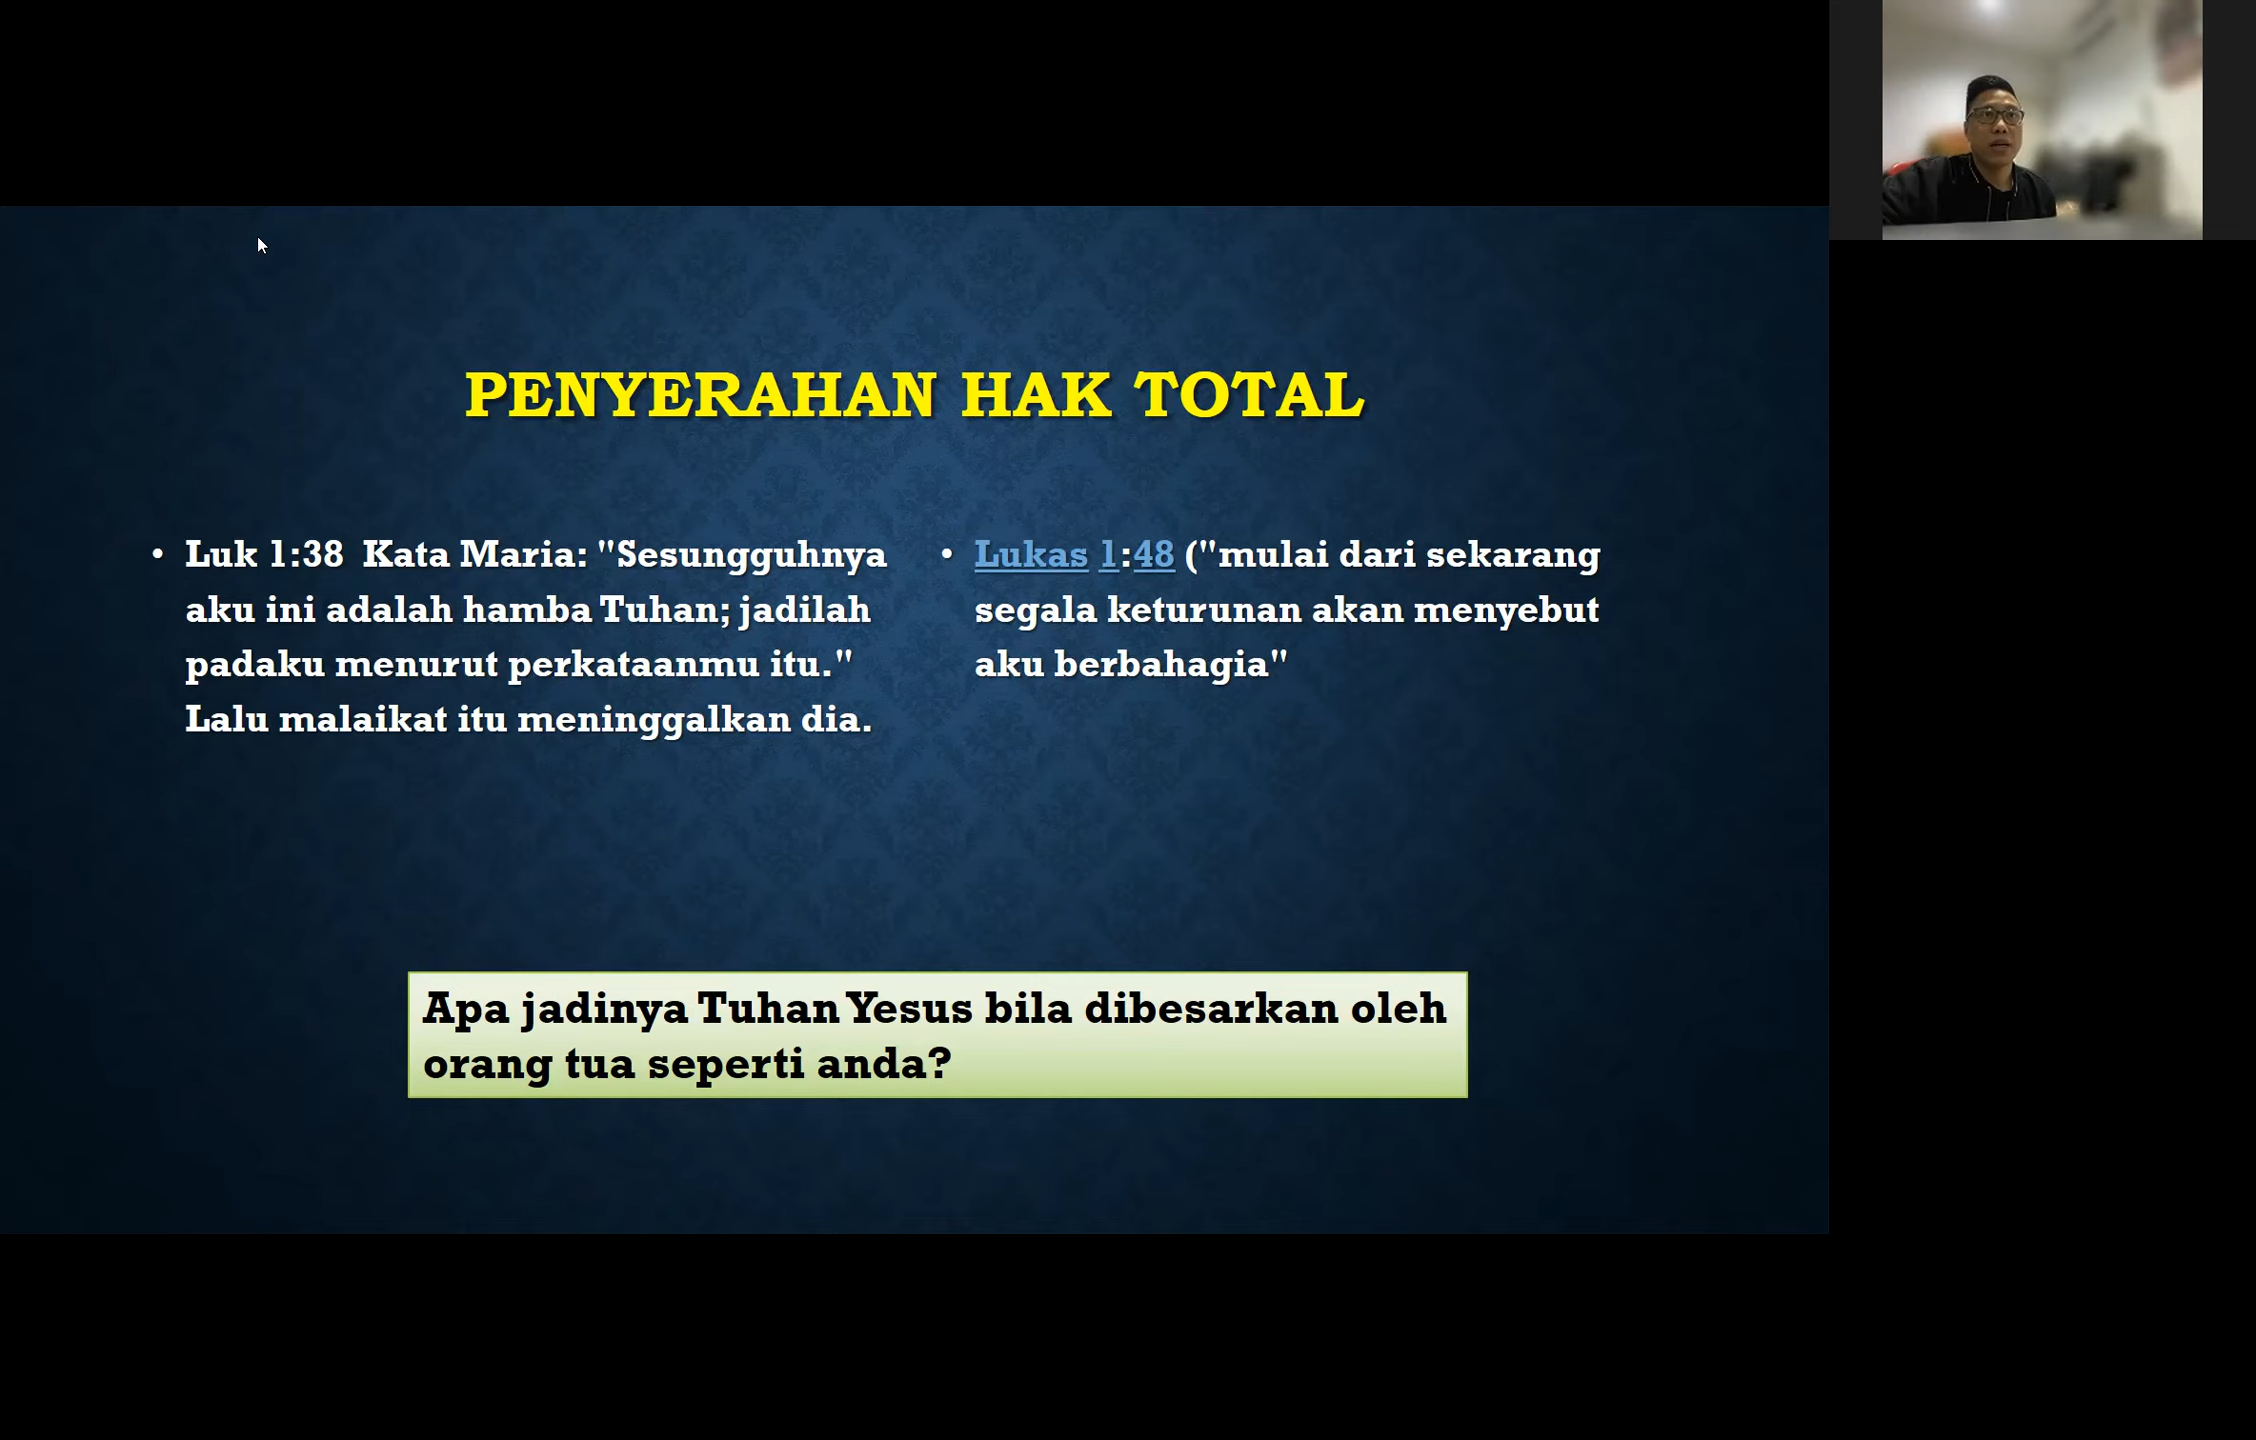 PENYERAHAN HAK TOTAL
• Luk 1:38 Kata Maria: "Sesungguhnya
aku ini adalah hamba Tuhan; jadilah
padaku menurut perkataanmu itu."
Lalu malaikat itu meninggalkan dia.
• Lukas 1:48 ("mulai dari sekarang
segala keturunan akan menyebut
aku berbahagia"
Apa jadinya Tuhan Yesus bila dibesarkan oleh
orang tua seperti anda?